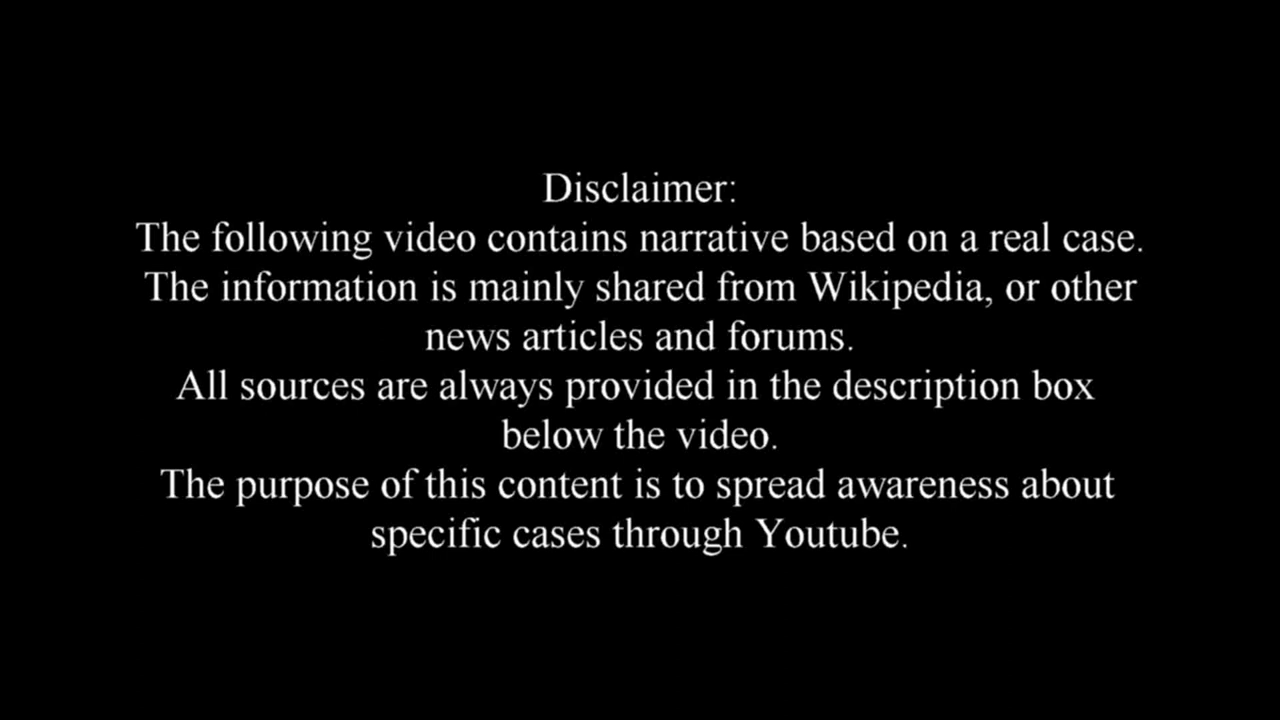 Disclaimer:
The following video contains narrative based on a real case.
The information is mainly shared from Wikipedia, or other
news articles and forums.
All sources are always provided in the description box
below the video.
The purpose of this content is to spread awareness about
specific cases through Youtube.